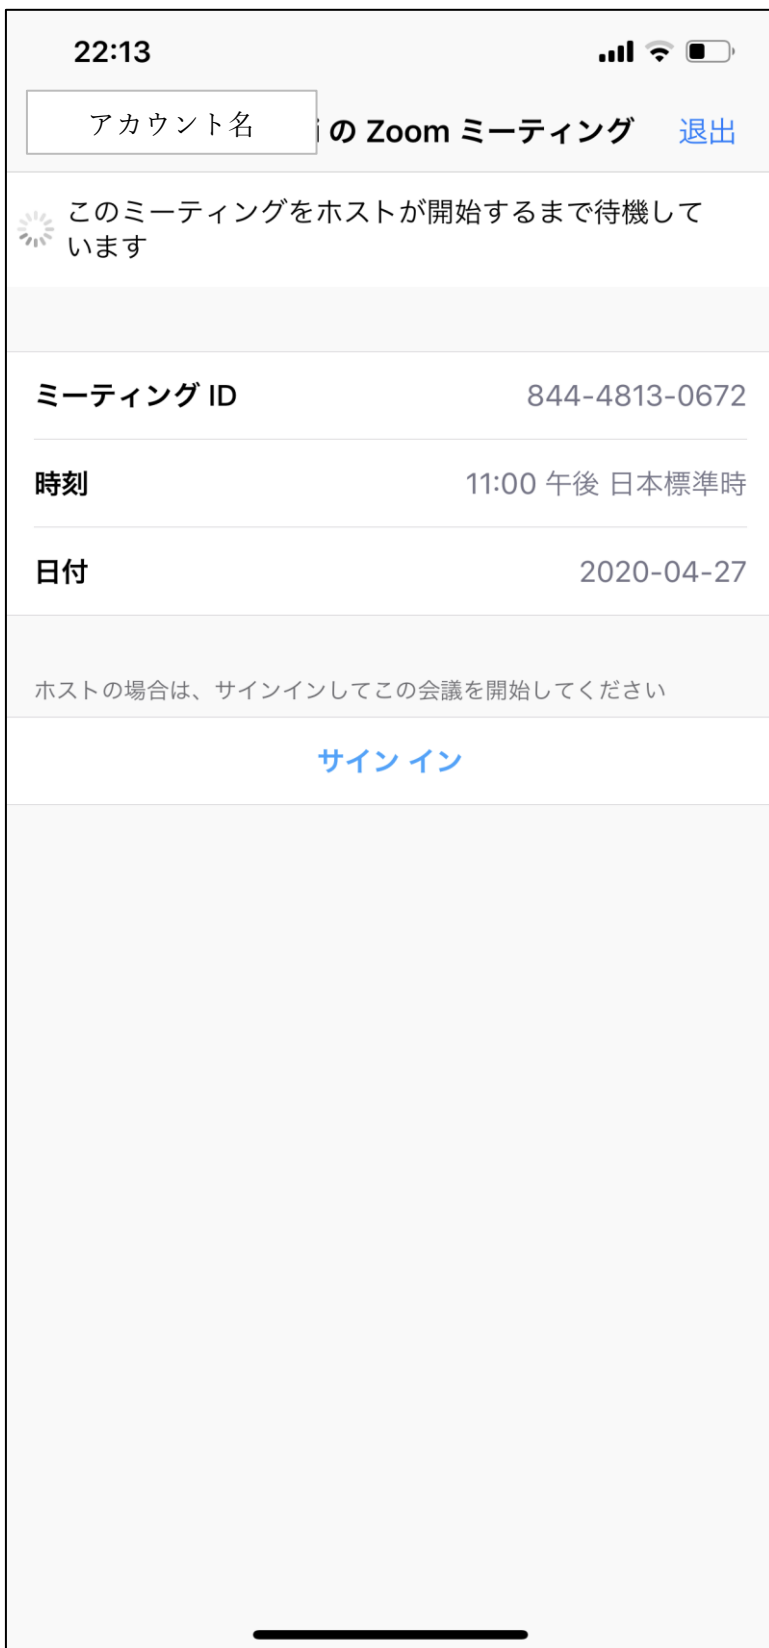 22:13
アカウント名 i の Zoom ミーティング 退出
このミーティングをホストが開始するまで待機して
います
ミーティング ID 844-4813-0672
時刻 11:00 午後 日本標準時
日付 2020-04-27
ホストの場合は、サインインしてこの会議を開始してください
サイン イン